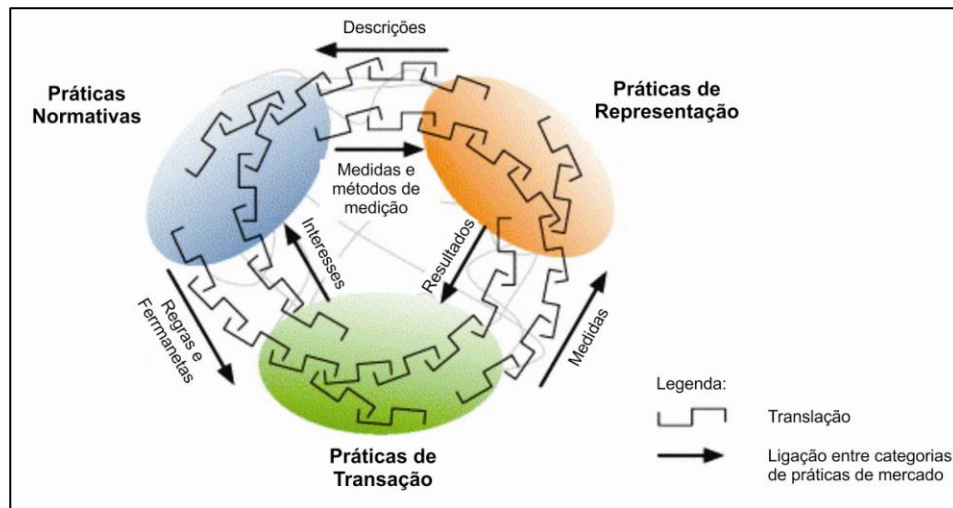 Descrições
Práticas
Normativas
Práticas de
Representação
Medidas e
métodos de
medição
Interesses
Resultados
Regras e
Ferrmanetas
Medidas
Práticas de
Transação
Legenda:
Translação
Ligação entre categorias
de práticas de mercado